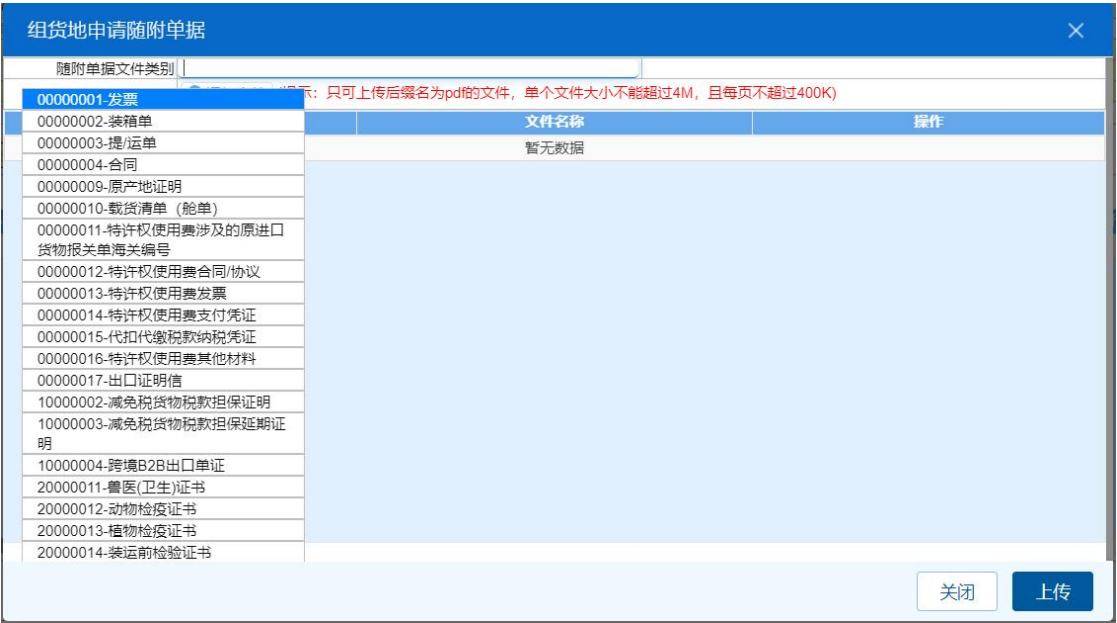 组货地申请随附单据
随附单据文件类别
示：只可上传后缀名为pdf的文件，单个文件大小不能超过4M，且每页不超过400K)
文件名称
操作
暂无数据
00000001-发票
00000002-装箱单
00000003-提/运单
00000004-合同
00000009-原产地证明
00000010-载货清单（舱单）
00000011-特许权使用费涉及的原进口
货物报关单海关编号
00000012-特许权使用费合同/协议
00000013-特许权使用费发票
00000014-特许权使用费支付凭证
00000015-代扣代缴税款纳税凭证
00000016-特许权使用费其他材料
00000017-出口证明信
10000002-减免税货物税款担保证明
10000003-减免税货物税款担保延期证
明
10000004-跨境B2B出口单证
20000011-兽医(卫生)证书
20000012-动物检疫证书
20000013-植物检疫证书
20000014-装运前检验证书
关闭
上传